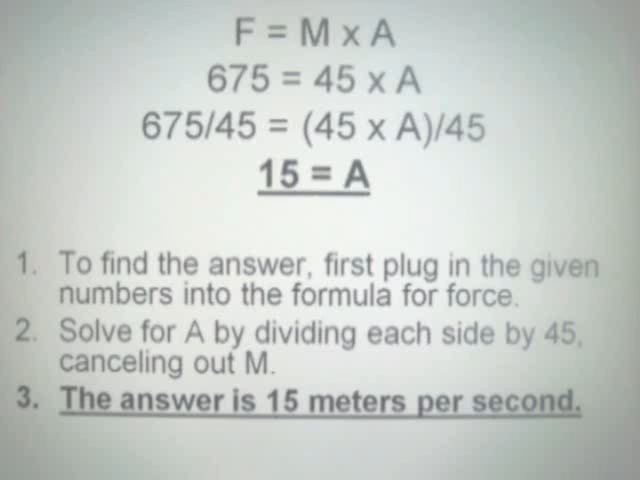 F = M x A
675 = 45 x A
675/45 = (45 x A)/45
15 = A
1. To find the answer, first plug in the given
numbers into the formula for force.
2. Solve for A by dividing each side by 45,
canceling out M.
3. The answer is 15 meters per second.